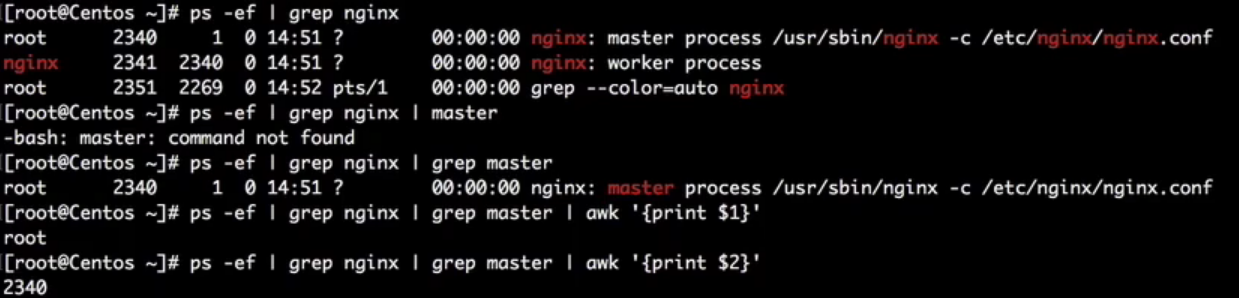 [root@Centos ~]# ps -ef | grep nginx
root      2340     1  0 14:51 ?        00:00:00 nginx: master process /usr/sbin/nginx -c /etc/nginx/nginx.conf
nginx     2341  2340  0 14:51 ?        00:00:00 nginx: worker process
root      2351  2269  0 14:52 pts/1    00:00:00 grep --color=auto nginx
[root@Centos ~]# ps -ef | grep nginx | master
-bash: master: command not found
[root@Centos ~]# ps -ef | grep nginx | grep master
root      2340     1  0 14:51 ?        00:00:00 nginx: master process /usr/sbin/nginx -c /etc/nginx/nginx.conf
[root@Centos ~]# ps -ef | grep nginx | grep master | awk '{print $1}'
root
[root@Centos ~]# ps -ef | grep nginx | grep master | awk '{print $2}'
2340